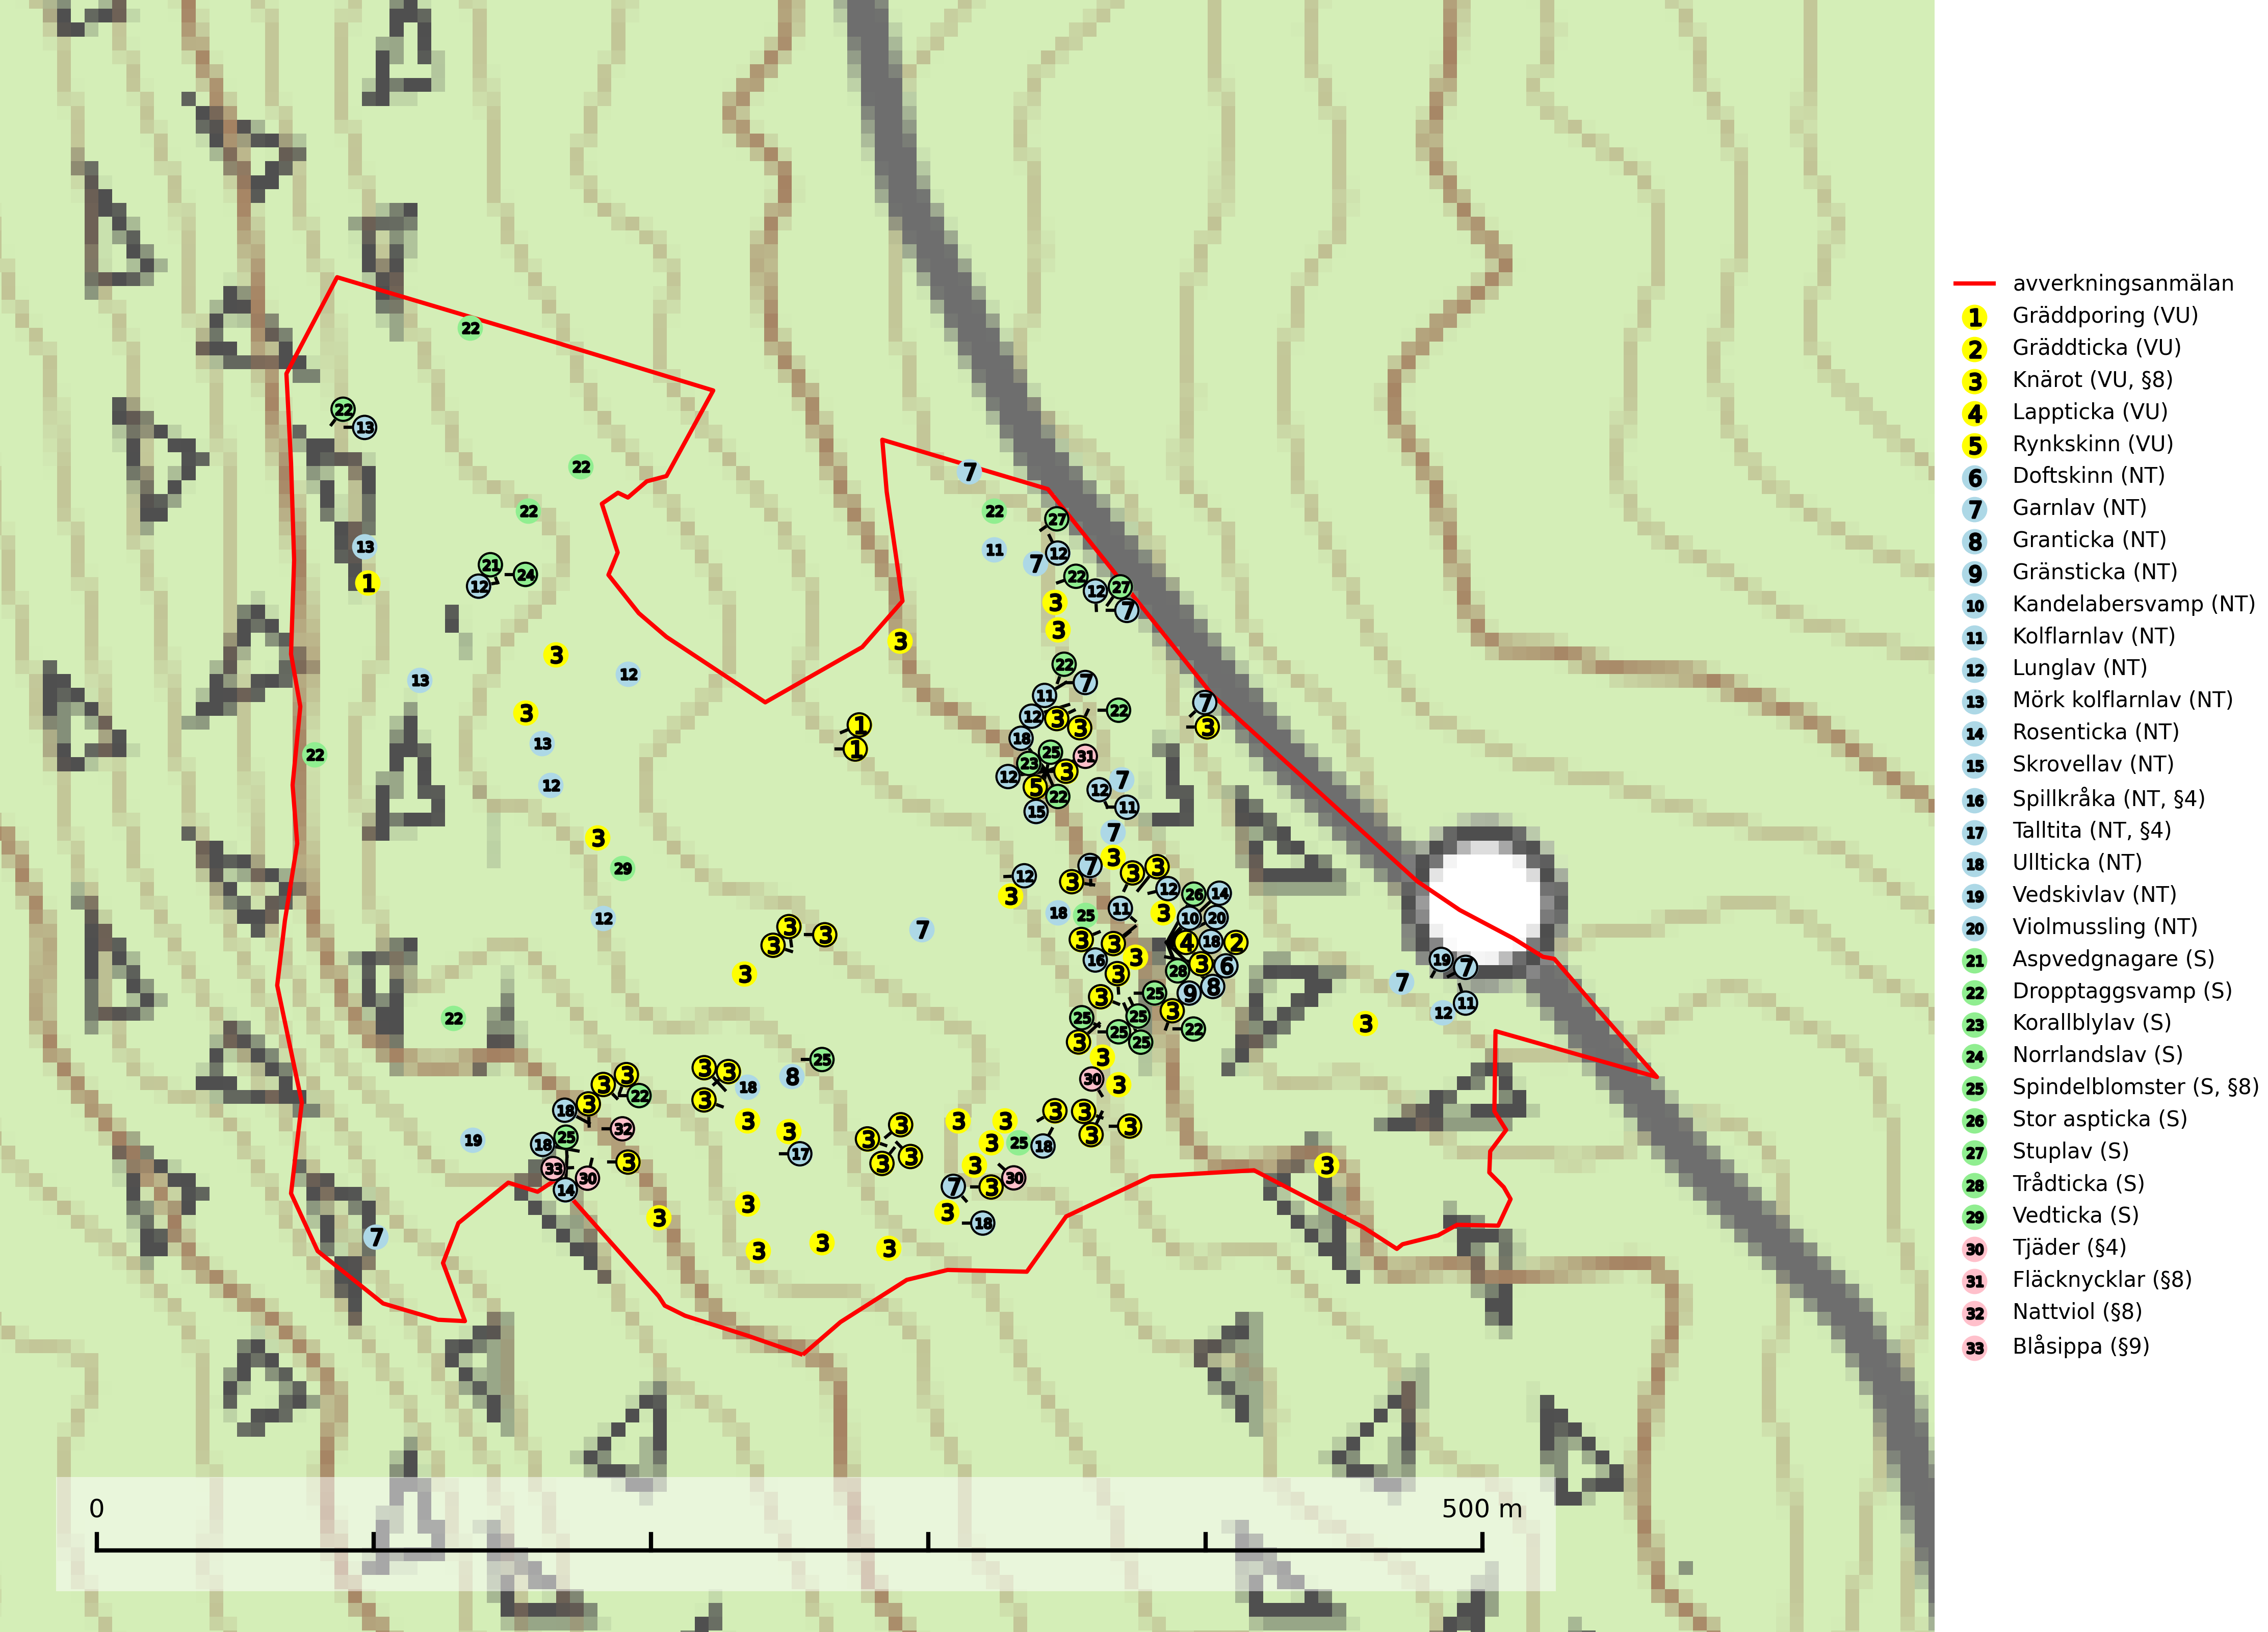 avverkningsanmälan
1 Gräddporing (VU)
2 Gräddticka (VU)
3 Knärot (VU, §8)
4 Lappticka (VU)
5 Rynkskinn (VU)
6 Doftskinn (NT)
7 Garnlav (NT)
8 Granticka (NT)
9 Gränsticka (NT)
10 Kandelabersvamp (NT)
11 Kolflarnlav (NT)
12 Lunglav (NT)
13 Mörk kolflarnlav (NT)
14 Rosenticka (NT)
15 Skrovellav (NT)
16 Spillkråka (NT, §4)
17 Talltita (NT, §4)
18 Ullticka (NT)
19 Vedskivlav (NT)
20 Violmussling (NT)
21 Aspvedgnagare (S)
22 Dropptaggsvamp (S)
23 Korallblylav (S)
24 Norrlandslav (S)
25 Spindelblomster (S, §8)
26 Stor aspticka (S)
27 Stuplav (S)
28 Trådticka (S)
29 Vedticka (S)
30 Tjäder (§4)
31 Fläcknycklar (§8)
32 Nattviol (§8)
33 Blåsippa (§9)
0 500 m